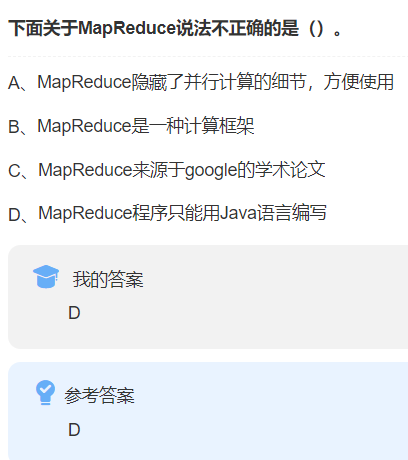 下面关于MapReduce说法不正确的是（）。
A、MapReduce隐藏了并行计算的细节，方便使用
B、MapReduce是一种计算框架
C、MapReduce来源于google的学术论文
D、MapReduce程序只能用Java语言编写
我的答案
D
参考答案
D